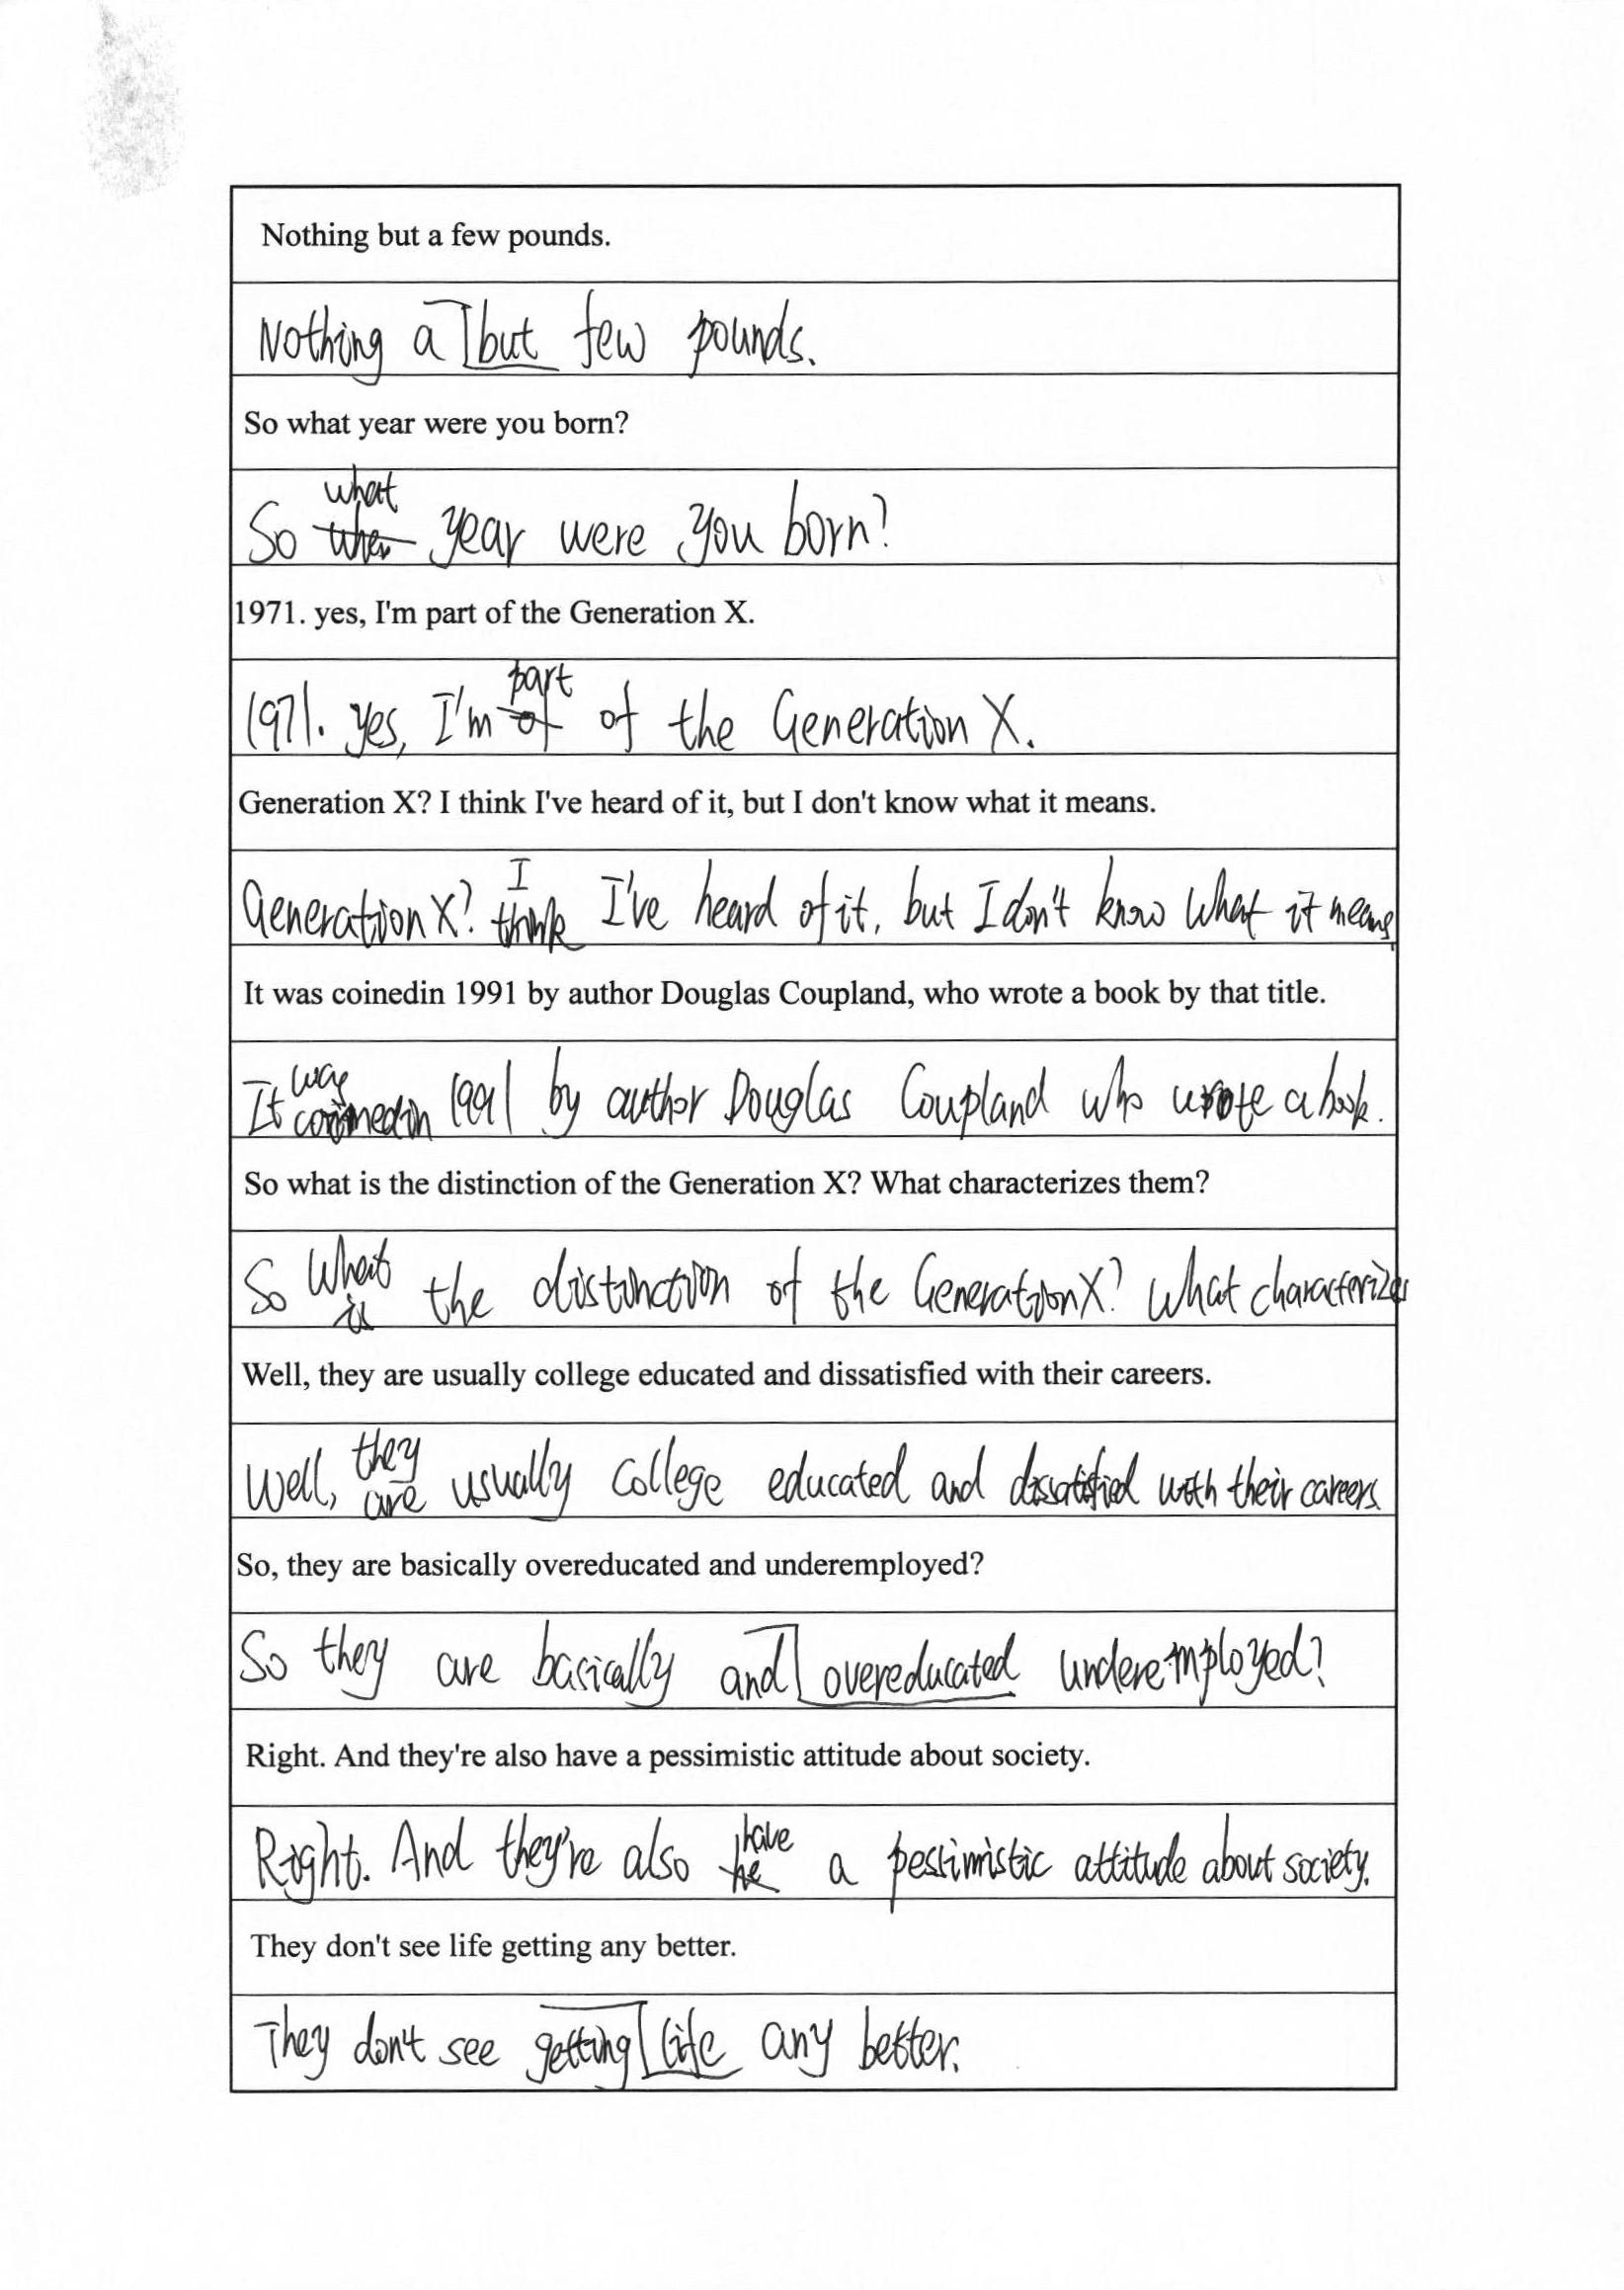 Nothing but a few pounds.
Nothing a but few pounds.
So what year were you born?
So what when year were you born?
1971. yes, I'm part of the Generation X.
1971. yes, I'm part of of the Generation X.
Generation X? I think I've heard of it, but I don't know what it means.
Generation X? I think I've heard of it, but I don't know what it means
It was coinedin 1991 by author Douglas Coupland, who wrote a book by that title.
It was coinedin 1991 by author Douglas Coupland who wrote a book.
So what is the distinction of the Generation X? What characterizes them?
So what is the distinction of the Generation X? What characterizes
Well, they are usually college educated and dissatisfied with their careers.
Well, they are usually college educated and dissatified with their careers
So, they are basically overeducated and underemployed?
So they are basically and overeducated underemployed?
Right. And they're also have a pessimistic attitude about society.
Right. And they're also have he a pessimistic attitude about society.
They don't see life getting any better.
They don't see getting life any better.